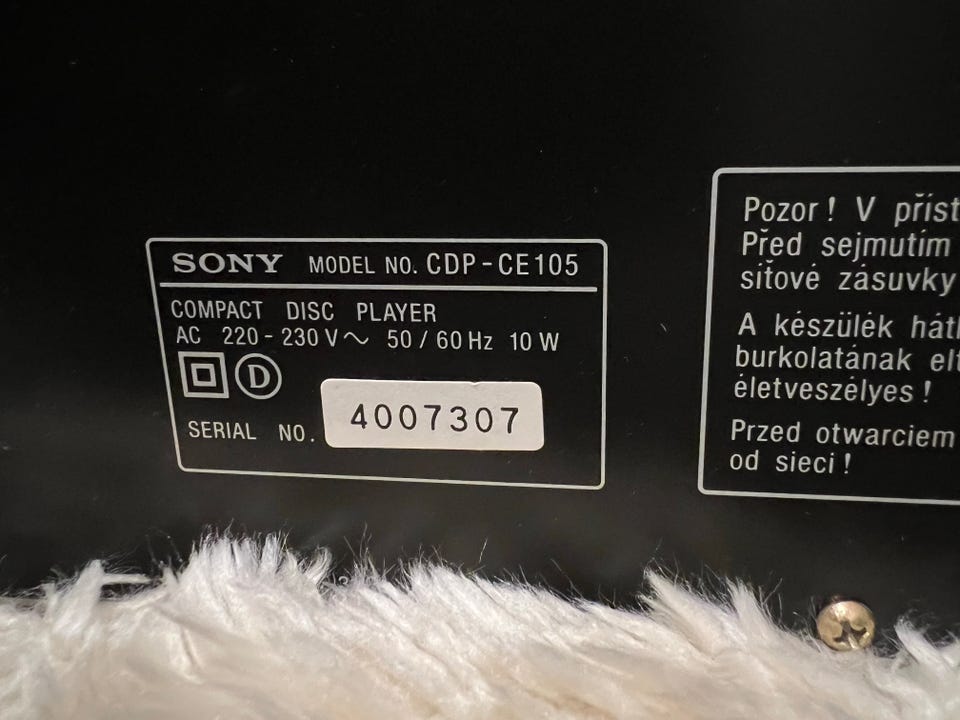 SONY MODEL NO. CDP-CE105
COMPACT DISC PLAYER
AC 220-230V~ 50/60Hz 10W
D
SERIAL NO. 4007307
Pozor! V příst
Před sejmutím
síťové zásuvky
A készülék hátl
burkolatának elt
életveszélyes!
Przed otwarciem
od sieci!